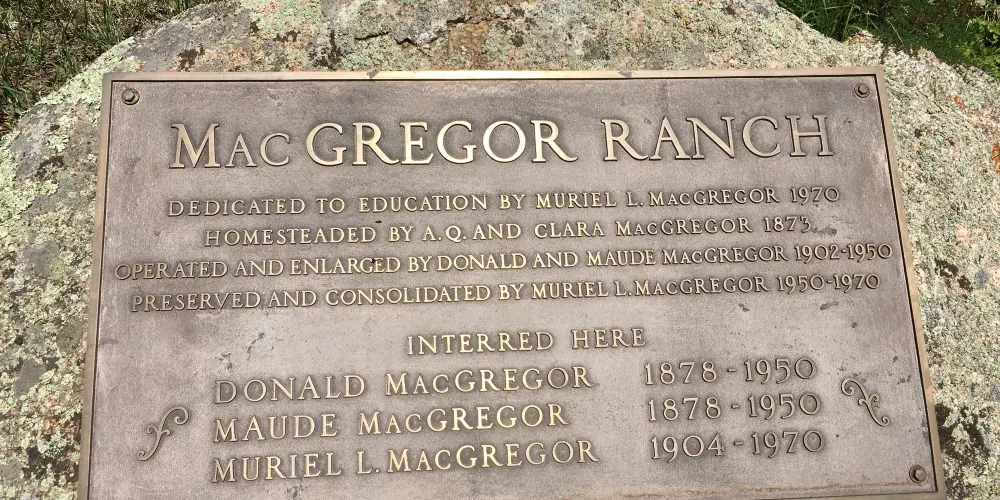 MacGREGOR RANCH
DEDICATED TO EDUCATION BY MURIEL L. MacGREGOR 1970
HOMESTEADED BY A. Q. AND CLARA MacGREGOR 1873
OPERATED AND ENLARGED BY DONALD AND MAUDE MacGREGOR 1902-1950
PRESERVED AND CONSOLIDATED BY MURIEL L. MacGREGOR 1950-1970
INTERRED HERE
DONALD MacGREGOR 1878 - 1950
MAUDE MacGREGOR 1878 - 1950
MURIEL L. MacGREGOR 1904 - 1970